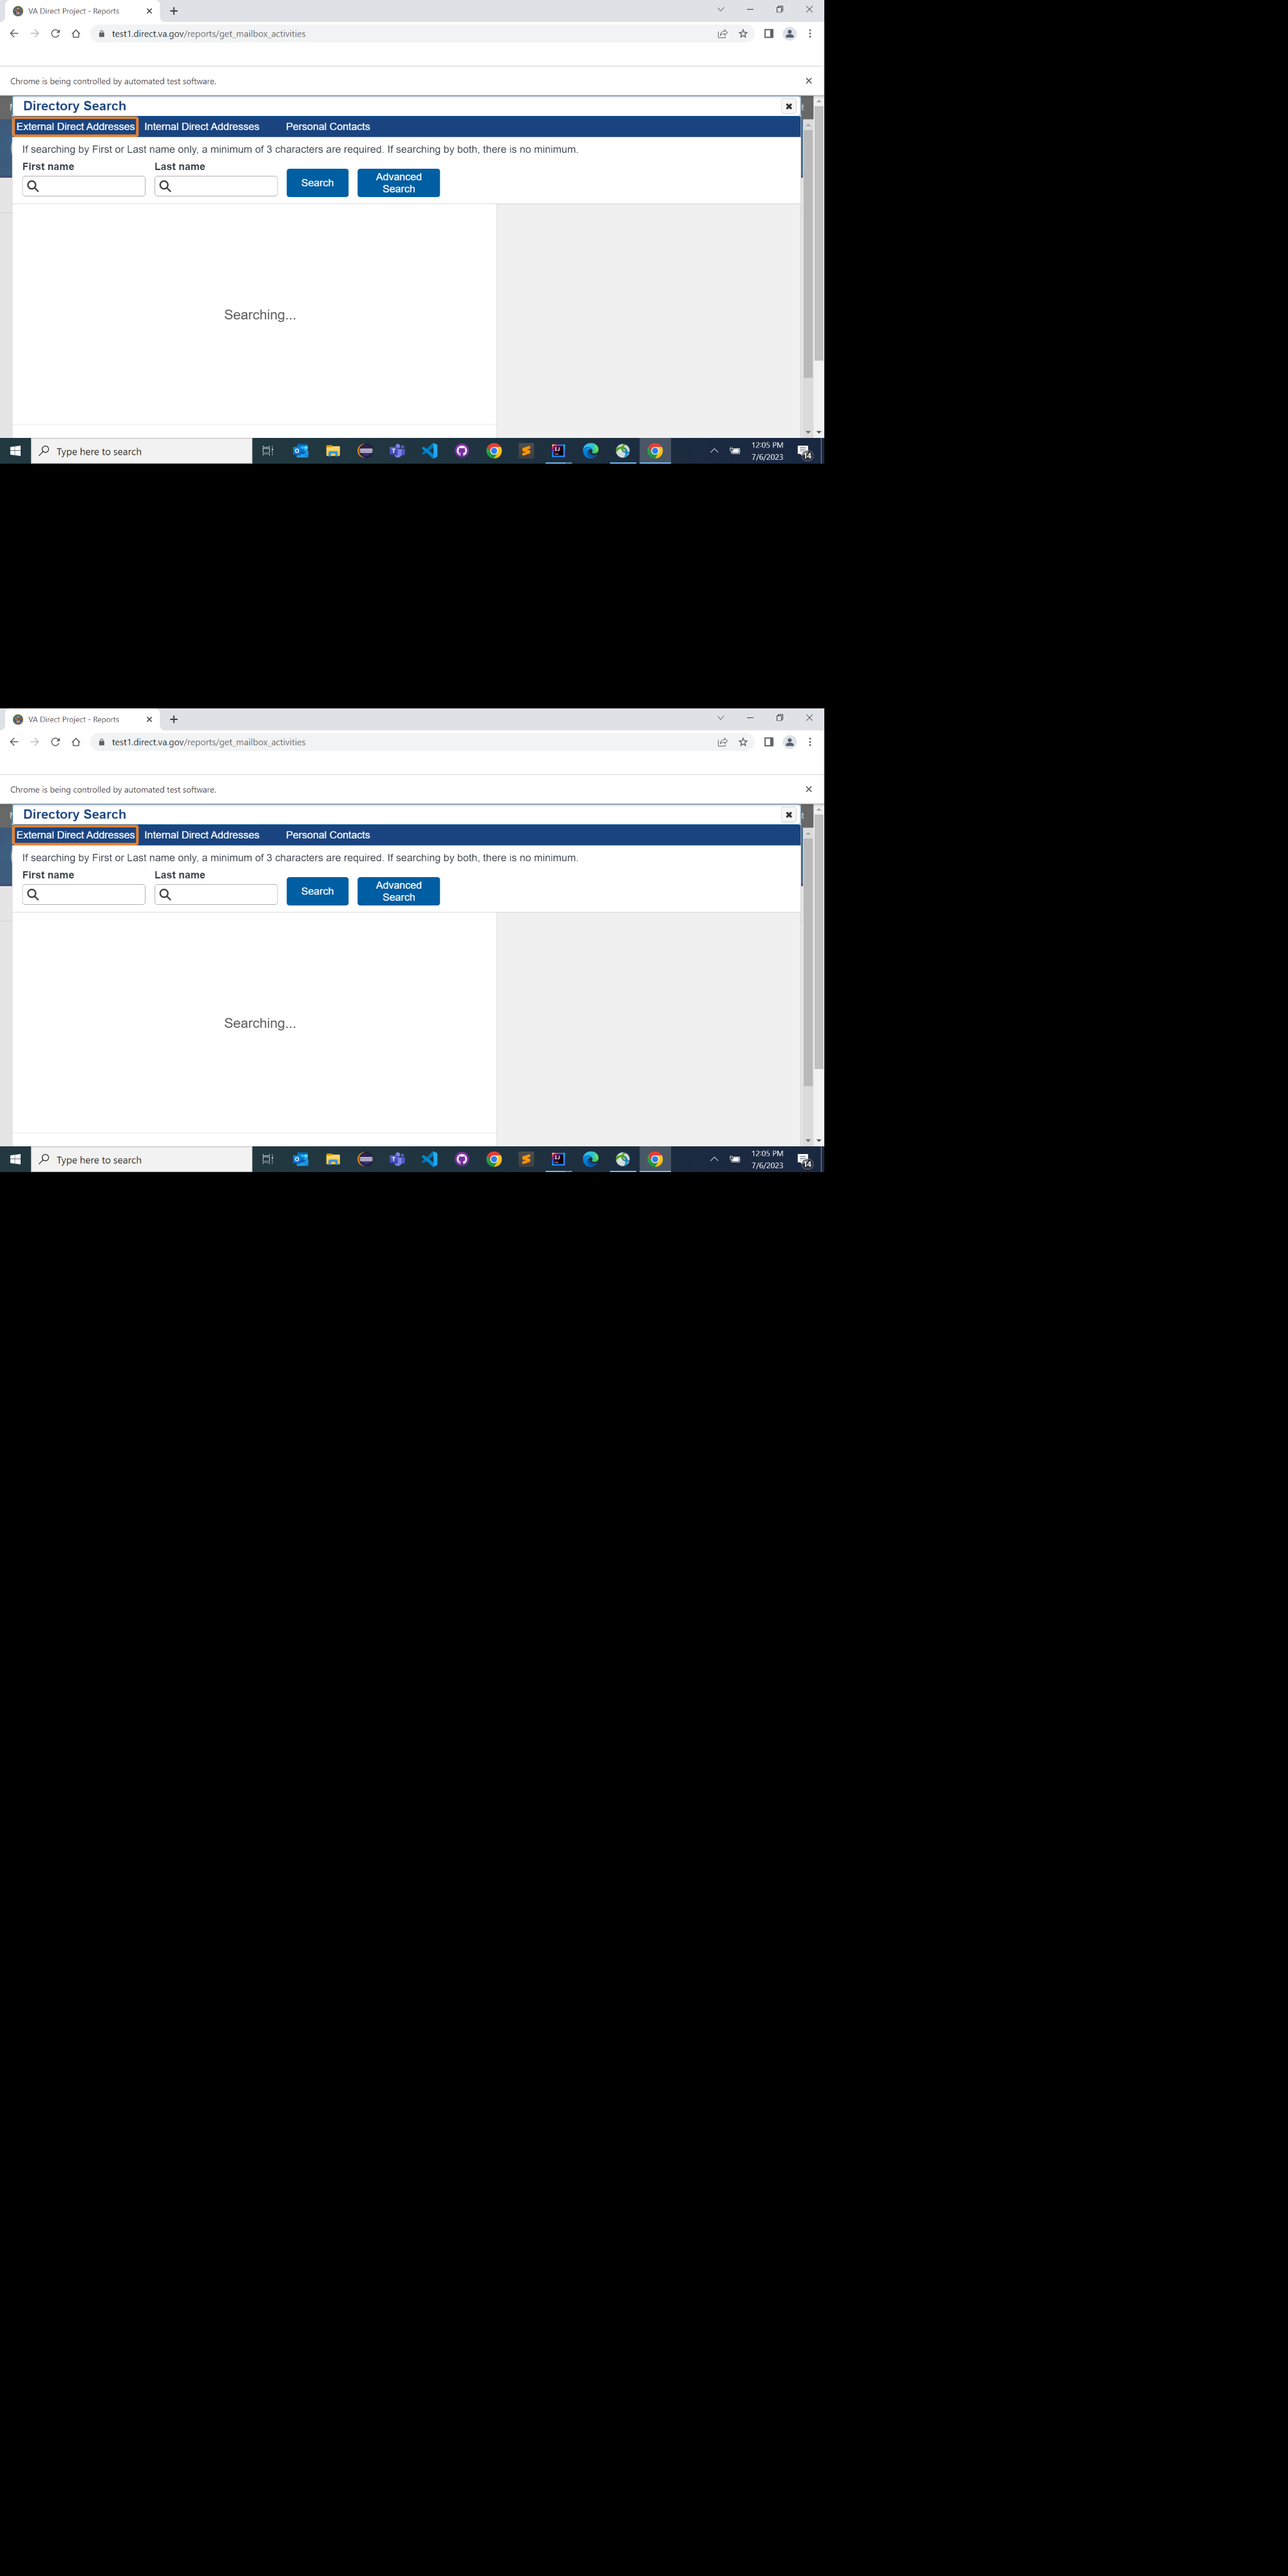 VA Direct Project - Reports
test1.direct.va.gov/reports/get_mailbox_activities
Chrome is being controlled by automated test software.
Directory Search
External Direct Addresses Internal Direct Addresses Personal Contacts
If searching by First or Last name only, a minimum of 3 characters are required. If searching by both, there is no minimum.
First name Last name
Search Advanced Search
Searching...
Type here to search
12:05 PM
7/6/2023
14
VA Direct Project - Reports
test1.direct.va.gov/reports/get_mailbox_activities
Chrome is being controlled by automated test software.
Directory Search
External Direct Addresses Internal Direct Addresses Personal Contacts
If searching by First or Last name only, a minimum of 3 characters are required. If searching by both, there is no minimum.
First name Last name
Search Advanced Search
Searching...
Type here to search
12:05 PM
7/6/2023
14